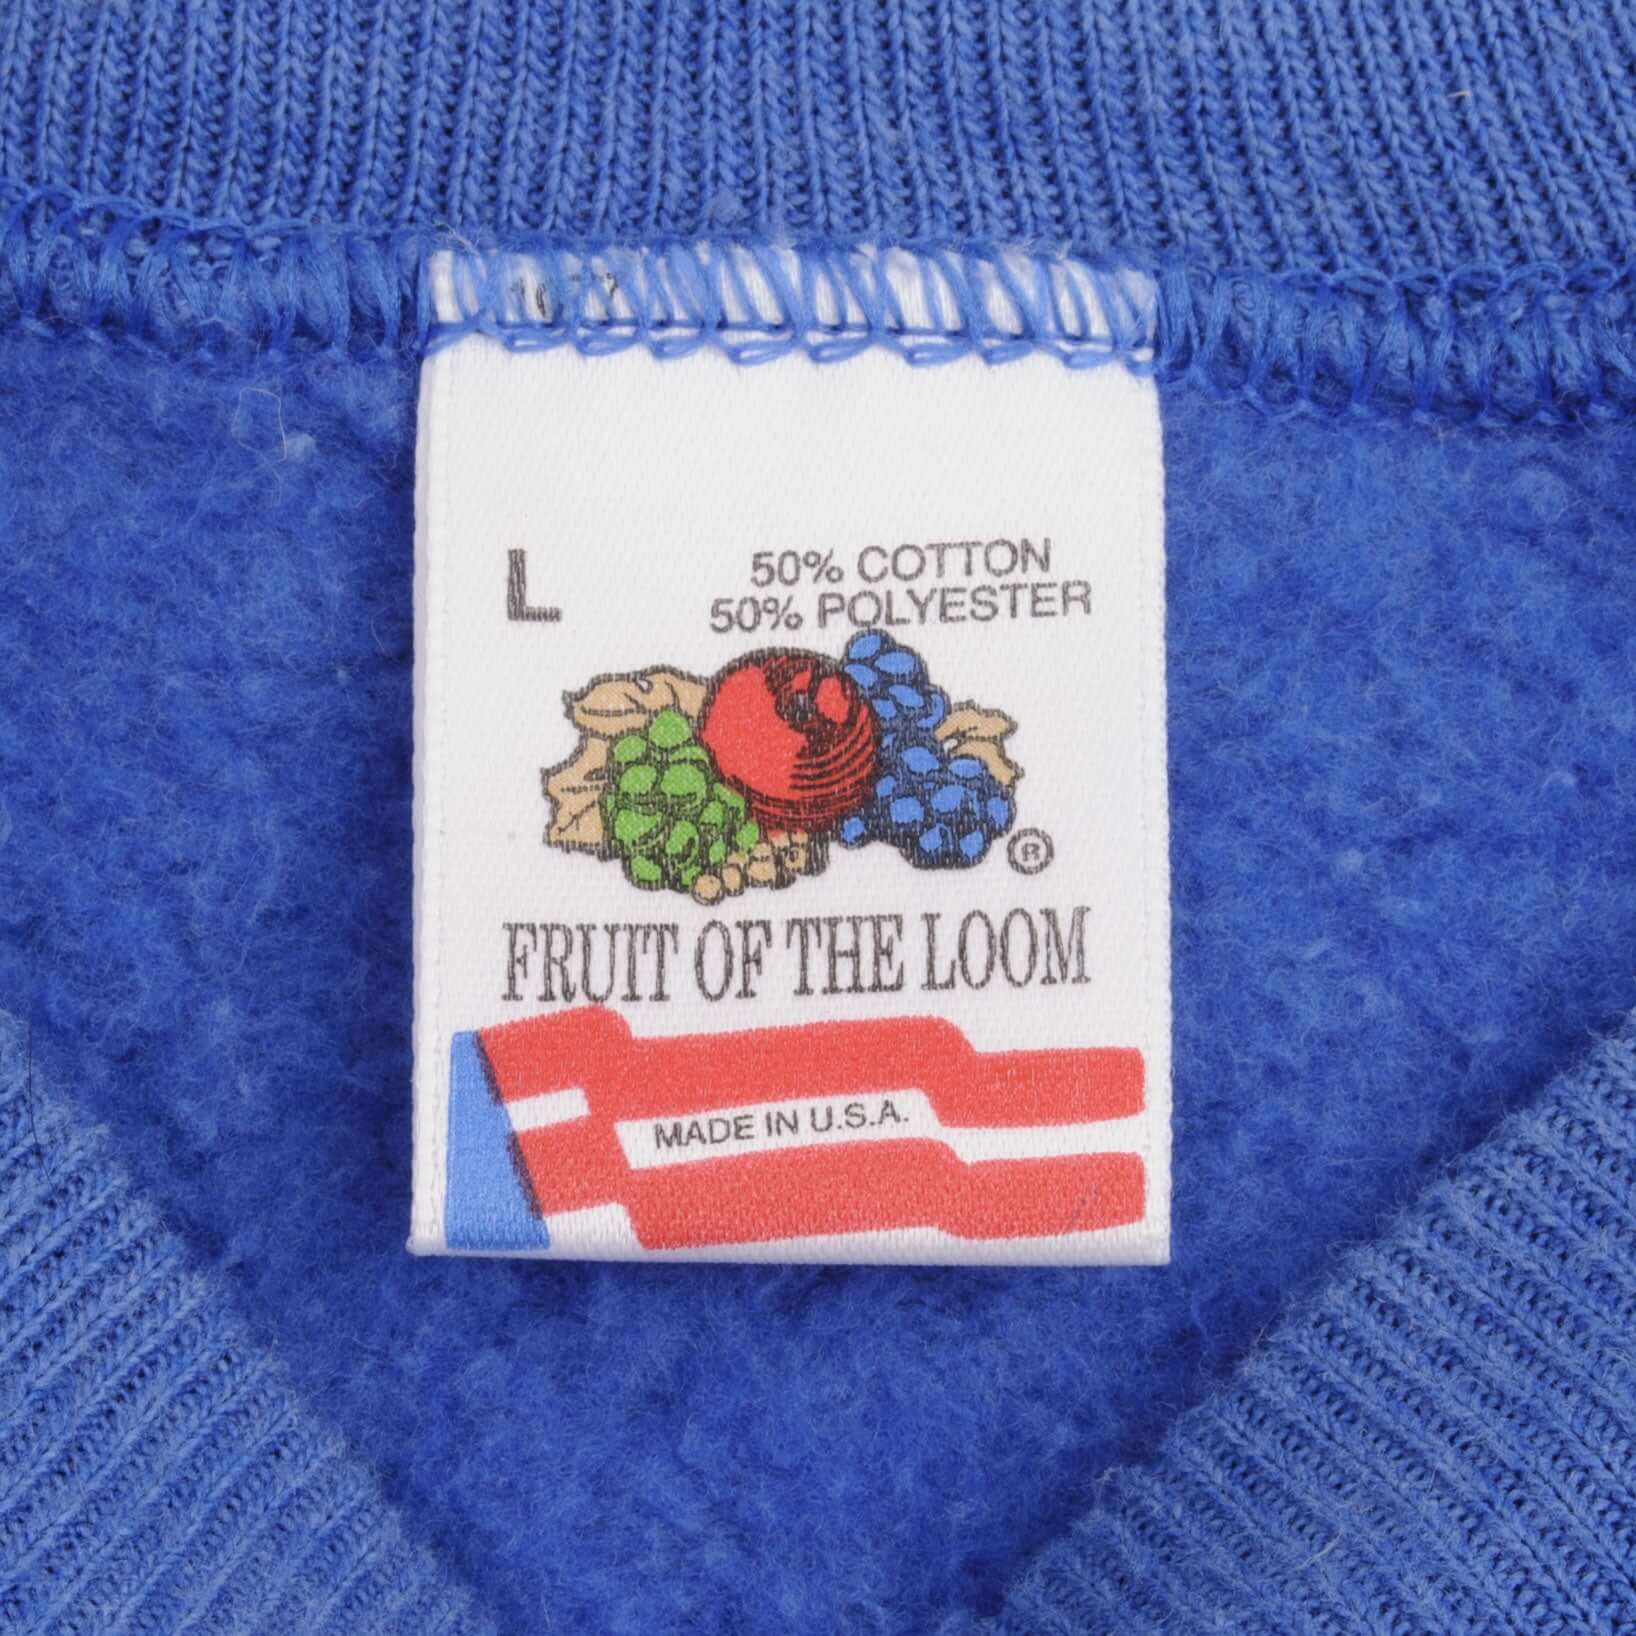 L
50% COTTON
50% POLYESTER
®
FRUIT OF THE LOOM
MADE IN U.S.A.